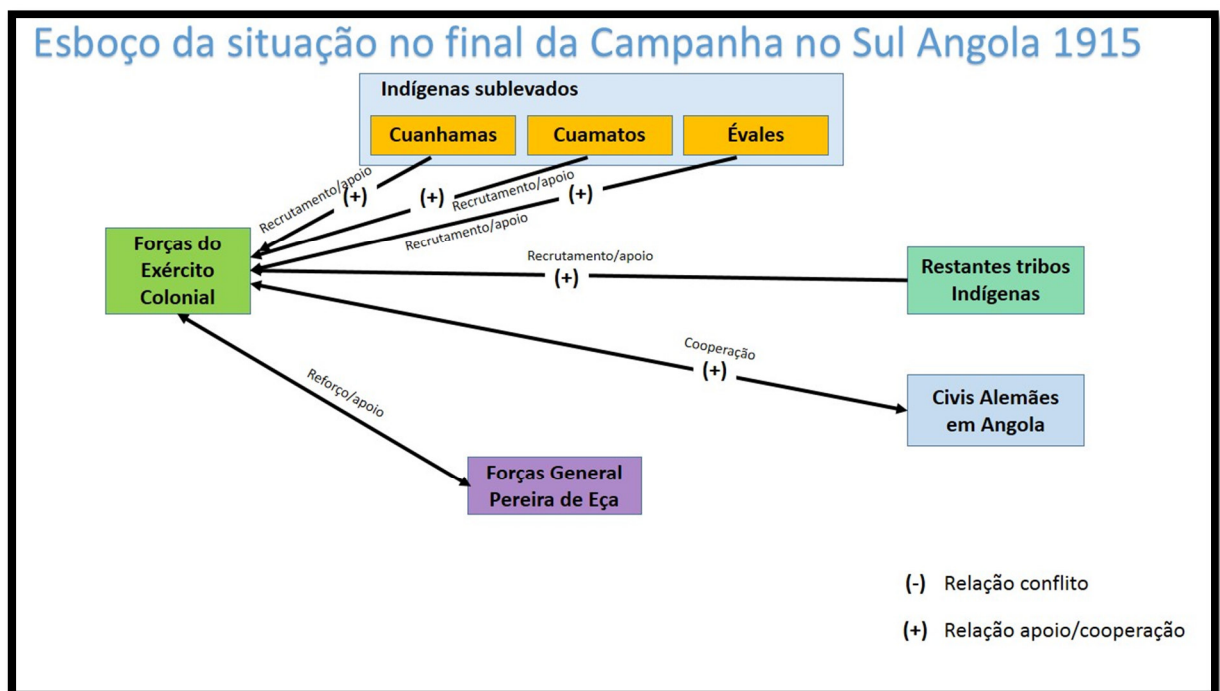 Esboço da situação no final da Campanha no Sul Angola 1915
Indígenas sublevados
Cuanhamas
Cuamatos
Évales
Recrutamento/apoio
(+)
(+)
Recrutamento/apoio
(+)
Recrutamento/apoio
Forças do
Exército
Colonial
Recrutamento/apoio
(+)
Restantes tribos
Indígenas
Cooperação
(+)
Civis Alemães
em Angola
Reforço/apoio
Forças General
Pereira de Eça
(-) Relação conflito
(+) Relação apoio/cooperação